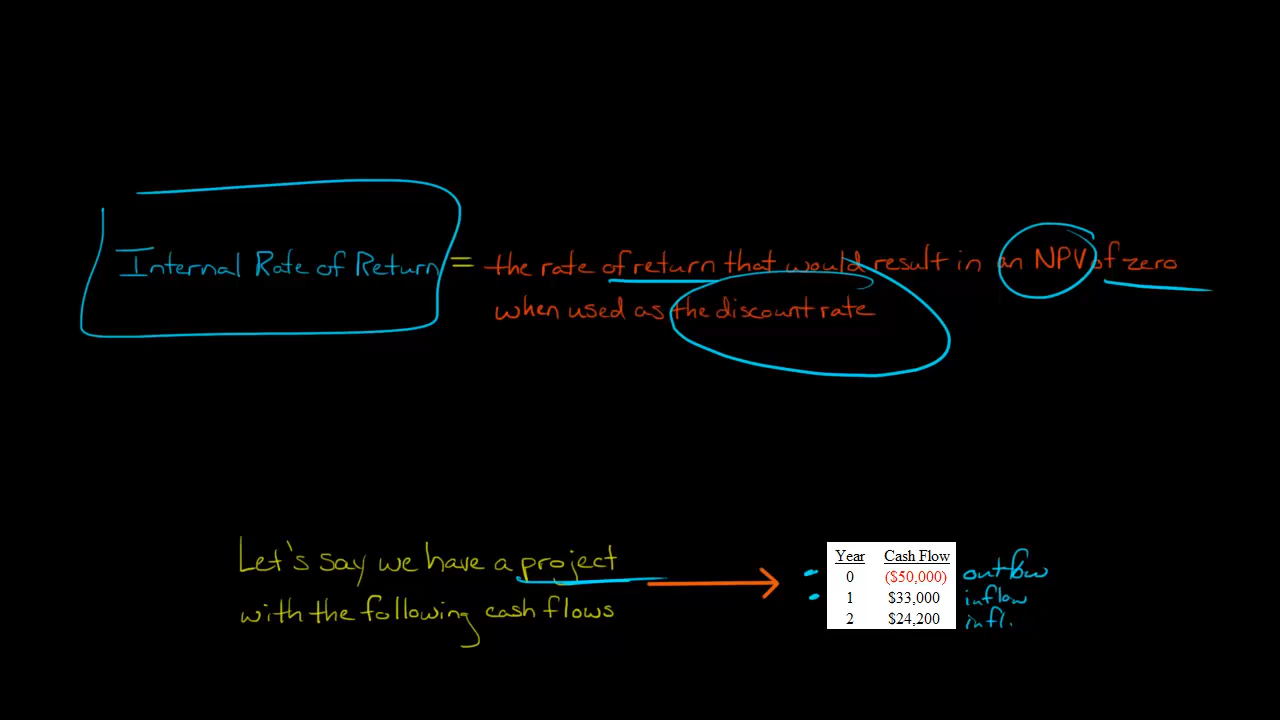 Internal Rate of Return = the rate of return that would result in an NPV of zero
when used as the discount rate
Let's say we have a project
with the following cash flows
Year Cash Flow
0 ($50,000) outflow
1 $33,000 inflow
2 $24,200 infl.